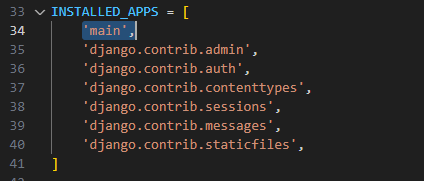 33 INSTALLED_APPS = [
34 'main',
35 'django.contrib.admin',
36 'django.contrib.auth',
37 'django.contrib.contenttypes',
38 'django.contrib.sessions',
39 'django.contrib.messages',
40 'django.contrib.staticfiles',
41 ]